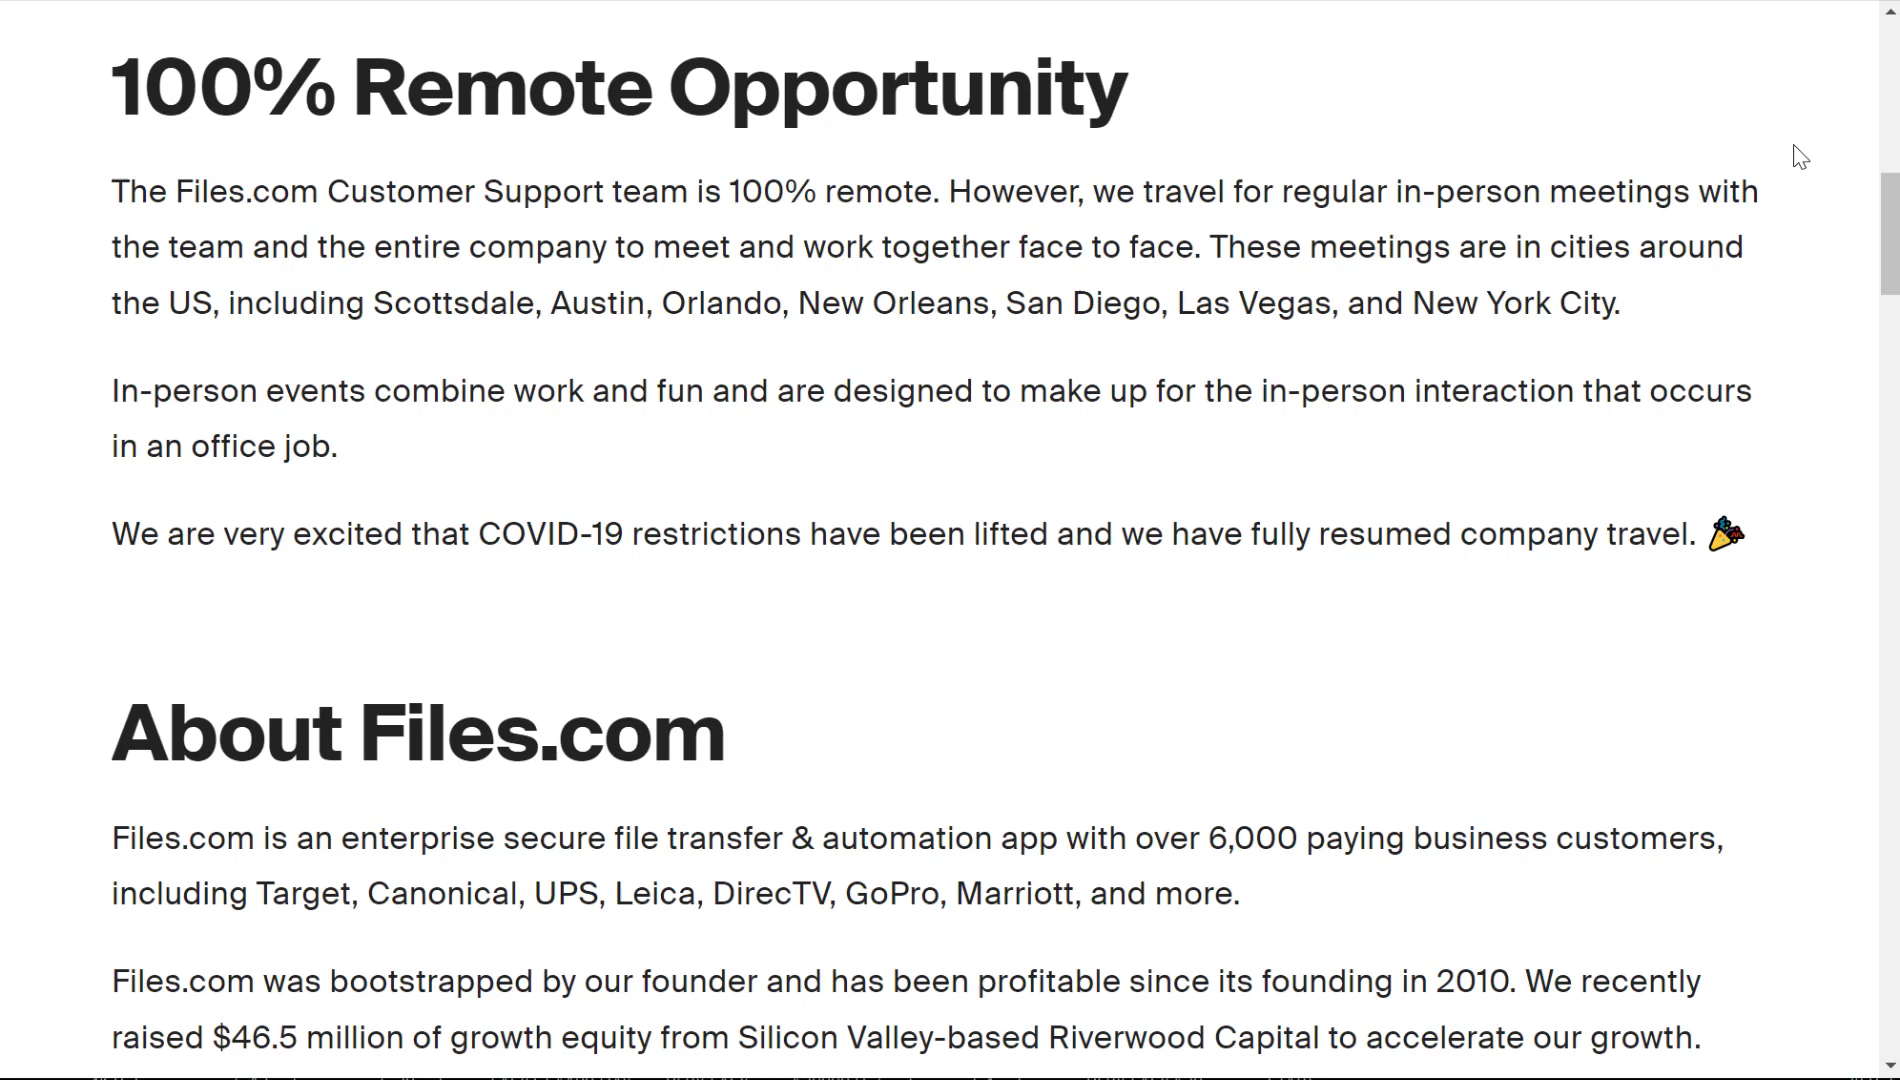 100% Remote Opportunity
The Files.com Customer Support team is 100% remote. However, we travel for regular in-person meetings with
the team and the entire company to meet and work together face to face. These meetings are in cities around
the US, including Scottsdale, Austin, Orlando, New Orleans, San Diego, Las Vegas, and New York City.
In-person events combine work and fun and are designed to make up for the in-person interaction that occurs
in an office job.
We are very excited that COVID-19 restrictions have been lifted and we have fully resumed company travel. 🎉
About Files.com
Files.com is an enterprise secure file transfer & automation app with over 6,000 paying business customers,
including Target, Canonical, UPS, Leica, DirecTV, GoPro, Marriott, and more.
Files.com was bootstrapped by our founder and has been profitable since its founding in 2010. We recently
raised $46.5 million of growth equity from Silicon Valley-based Riverwood Capital to accelerate our growth.